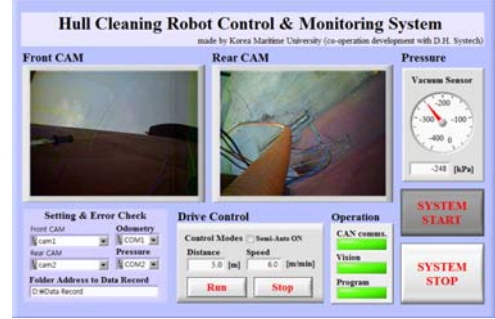 Hull Cleaning Robot Control & Monitoring System
made by Korea Maritime University (co-operation development with D.H. Systech)
Front CAM
Rear CAM
Pressure
Vacuum Sensor
-200
-300
-100
-400
0
-248 [kPa]
Setting & Error Check
Front CAM
Odometry
cam1
COM1
Rear CAM
Pressure
cam2
COM2
Folder Address to Data Record
D:\Data Record
Drive Control
Control Modes
Semi-Auto ON
Distance
Speed
5.0 [m]
6.0 [m/min]
Run
Stop
Operation
CAN comms.
Vision
Program
SYSTEM
START
SYSTEM
STOP